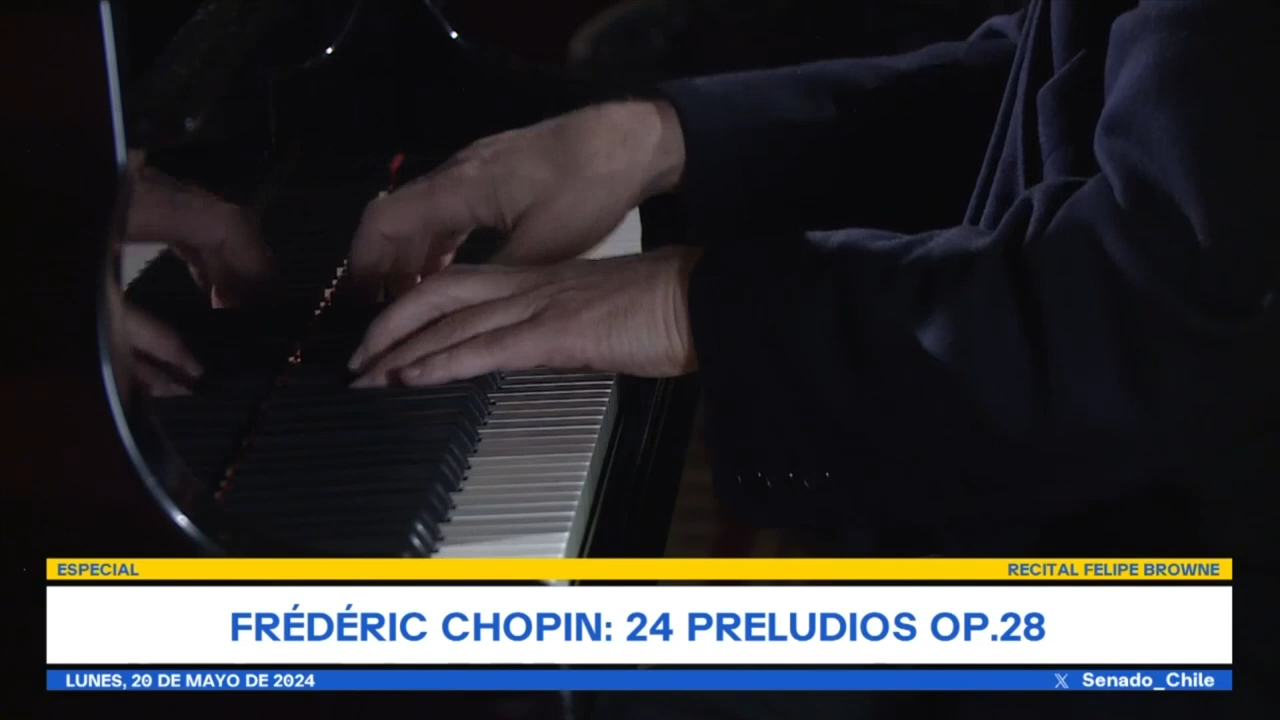 ESPECIAL
RECITAL FELIPE BROWNE
FRÉDÉRIC CHOPIN: 24 PRELUDIOS OP.28
LUNES, 20 DE MAYO DE 2024
X Senado_Chile